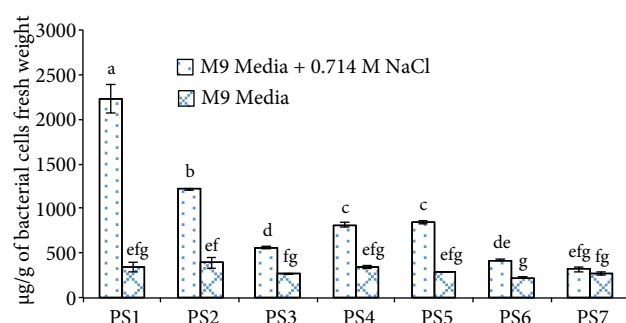 µg/g of bacterial cells fresh weight
3000
2500
2000
1500
1000
500
0
M9 Media + 0.714 M NaCl
M9 Media
a
efg
b
ef
d
fg
c
efg
c
efg
de
g
efg fg
PS1 PS2 PS3 PS4 PS5 PS6 PS7